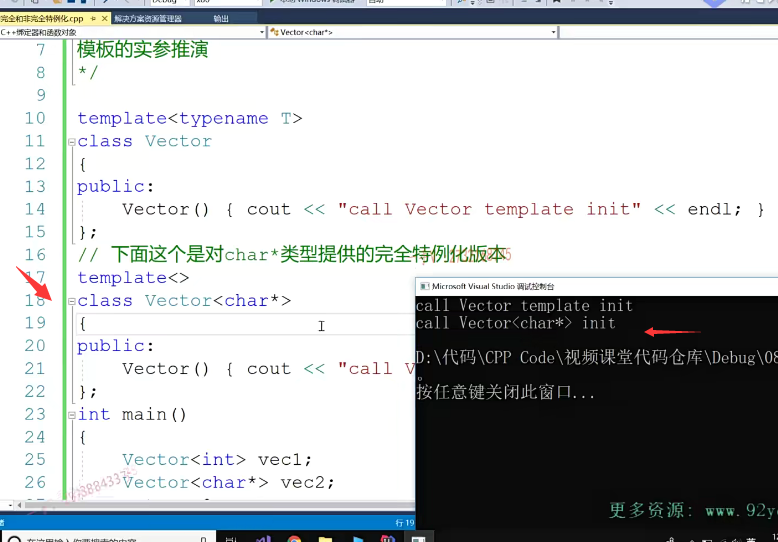 完全和非完全特例化.cpp
解决方案资源管理器
输出
C++绑定器和函数对象
Vector<char*>
7 模板的实参推演
8 */
9
10 template<typename T>
11 class Vector
12 {
13 public:
14 Vector() { cout << "call Vector template init" << endl; }
15 };
16 // 下面这个是对char*类型提供的完全特例化版本
17 template<>
18 class Vector<char*>
19 {
20 public:
21 Vector() { cout << "call V
22 };
23 int main()
24 {
25 Vector<int> vec1;
26 Vector<char*> vec2;
Microsoft Visual Studio 调试控制台
call Vector template init
call Vector<char*> init
D:\代码\CPP Code\视频课堂代码仓库\Debug\08
。
按任意键关闭此窗口...
更多资源: www.92y
行 19
英